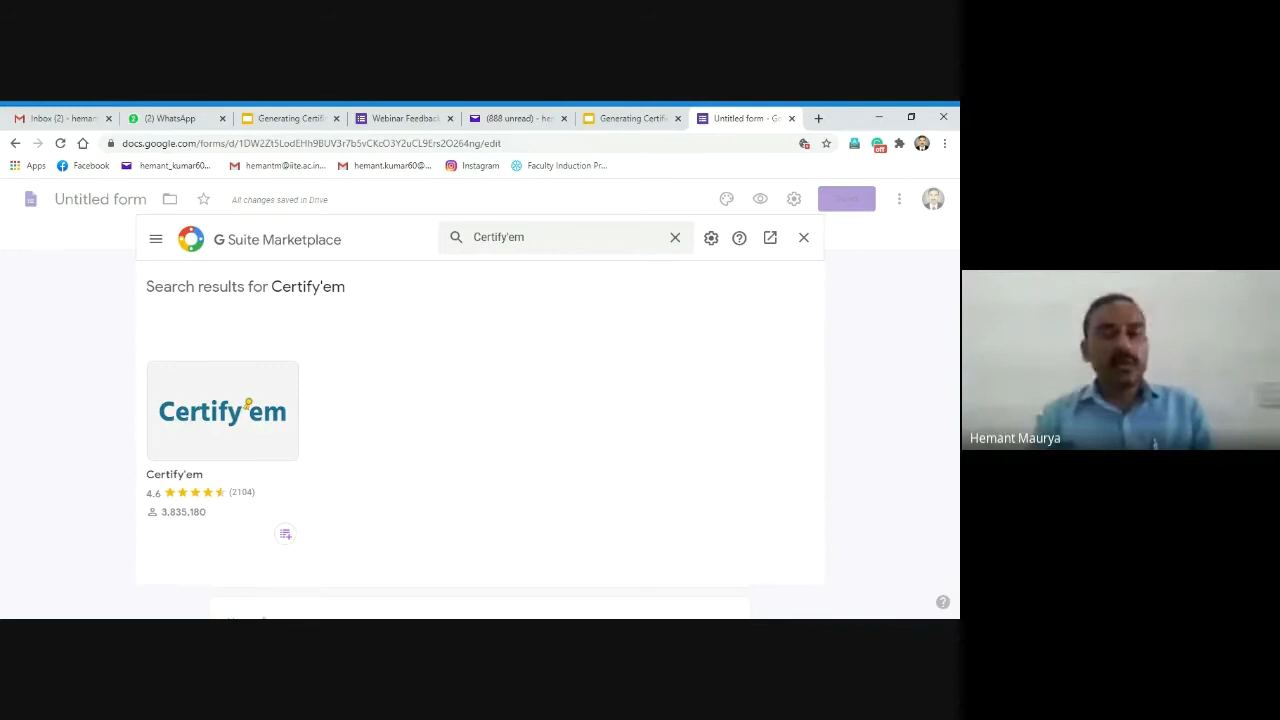 Inbox (2) - heman
(2) WhatsApp
Generating Certifi
Webinar Feedback
(888 unread) - he
Generating Certifi
Untitled form - Go
docs.google.com/forms/d/1DW2Zt5LodEHh9BUV3r7b5vCKcO3Y2uCL9Ers2O264ng/edit
off
Apps
Facebook
hemant_kumar60...
hemantm@iite.ac.in...
hemant.kumar60@...
Instagram
Faculty Induction Pr...
Untitled form
All changes saved in Drive
G Suite Marketplace
Certify'em
Search results for Certify'em
Certify'em
Certify'em
4.6
(2104)
3,835,180
Hemant Maurya